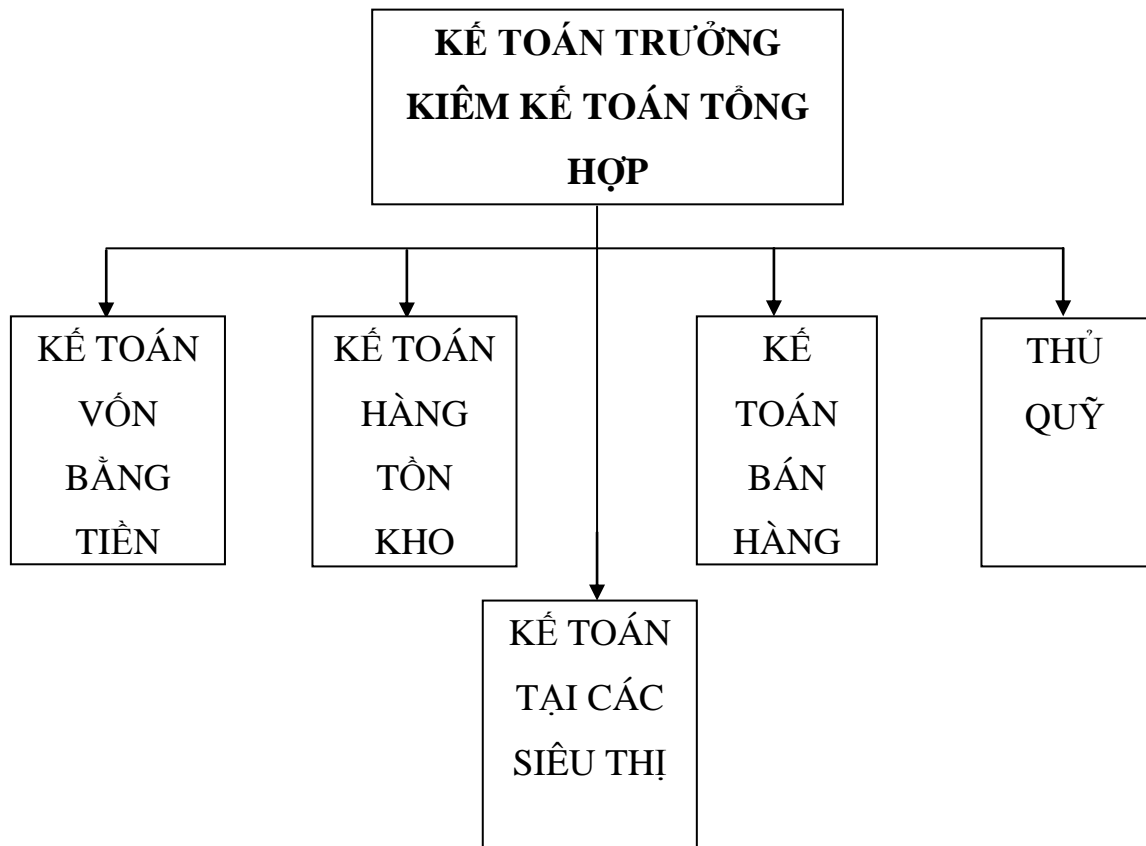 KẾ TOÁN TRƯỞNG
KIÊM KẾ TOÁN TỔNG
HỢP
KẾ TOÁN
VỐN
BẰNG
TIỀN
KẾ TOÁN
HÀNG
TỒN
KHO
KẾ
TOÁN
BÁN
HÀNG
THỦ
QUỸ
KẾ TOÁN
TẠI CÁC
SIÊU THỊ